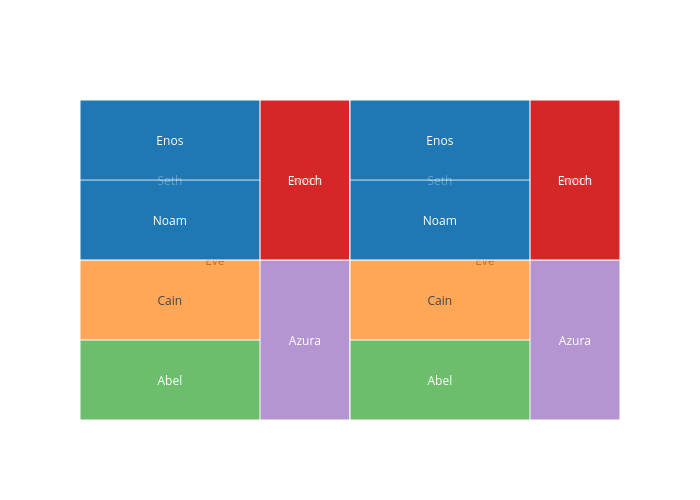 Enos Enos
Seth Enoch Seth Enoch
Noam Noam
Eve Eve
Cain Cain
Azura Azura
Abel Abel